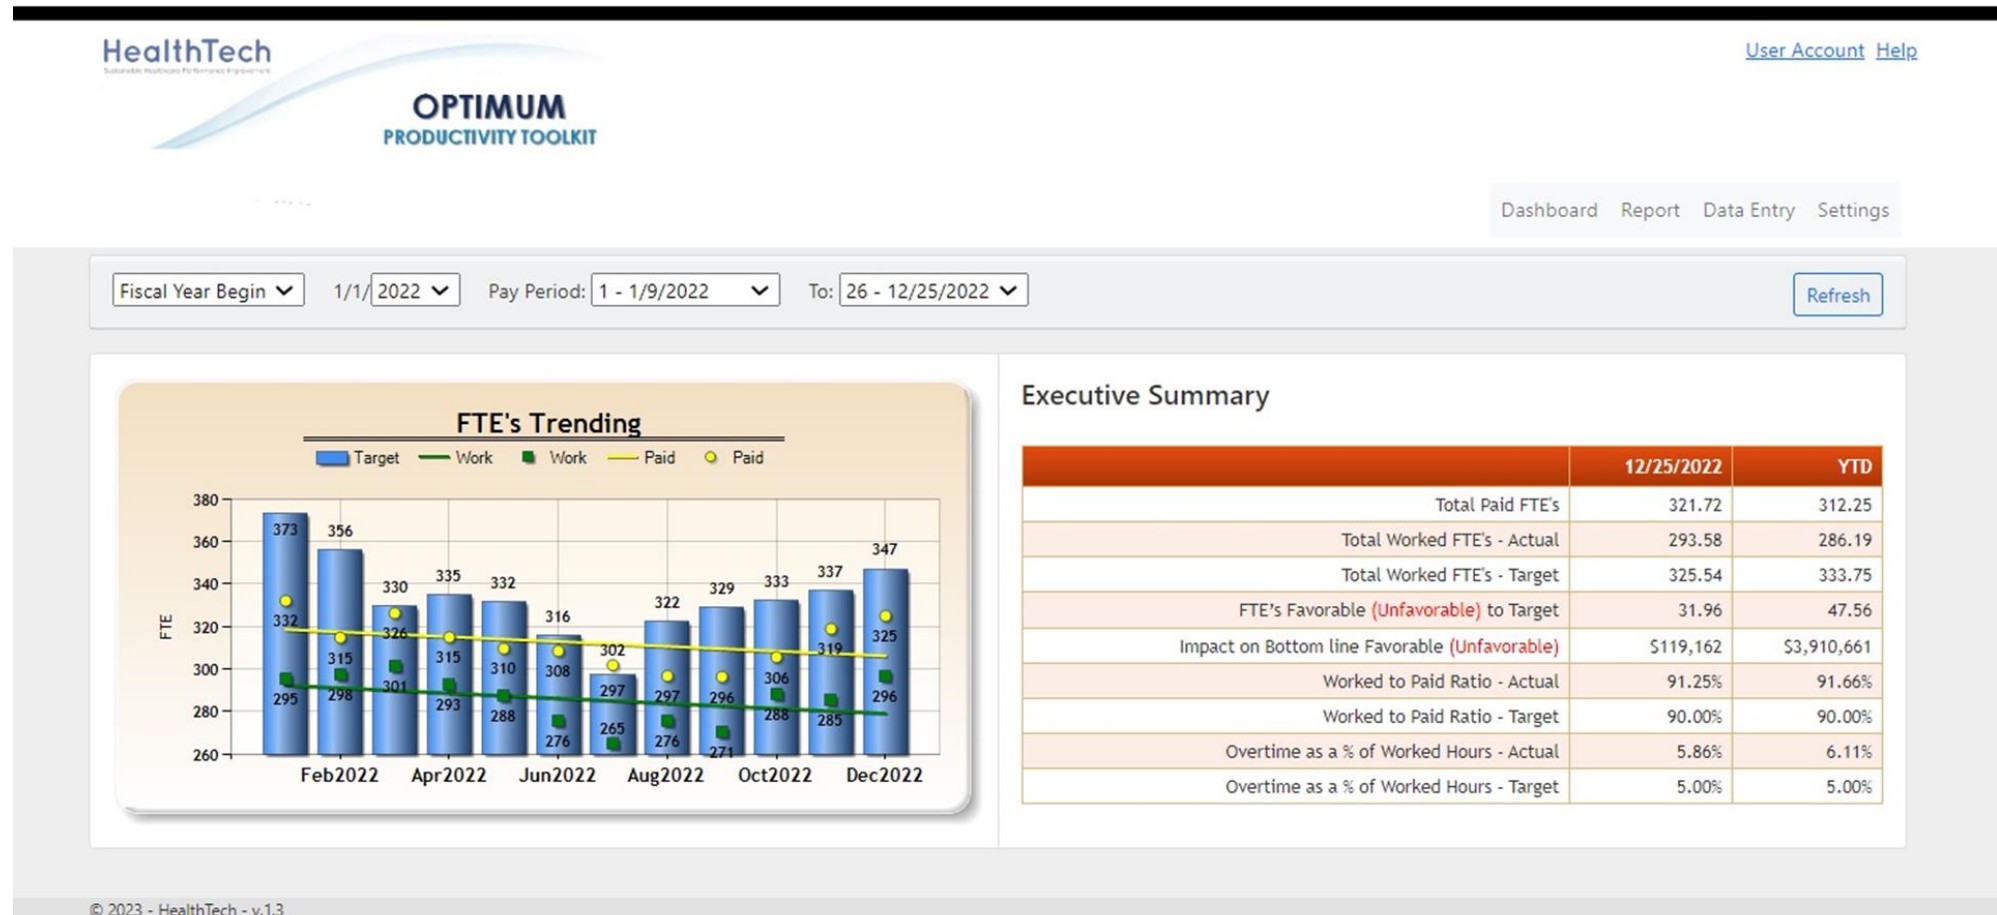 HealthTech
Sustainable Healthcare Performance Improvement
User Account Help
OPTIMUM
PRODUCTIVITY TOOLKIT
Dashboard Report Data Entry Settings
Fiscal Year Begin 1/1/ 2022 Pay Period: 1 - 1/9/2022 To: 26 - 12/25/2022
Refresh
FTE's Trending
Target Work Work Paid Paid
FTE
380
360
340
320
300
280
260
373 356 330 335 332 316 297 322 329 333 337 347
332 315 326 315 310 308 302 297 296 306 319 325
295 298 301 293 288 276 265 276 271 288 285 296
Feb2022 Apr2022 Jun2022 Aug2022 Oct2022 Dec2022
Executive Summary
12/25/2022 YTD
Total Paid FTE's 321.72 312.25
Total Worked FTE's - Actual 293.58 286.19
Total Worked FTE's - Target 325.54 333.75
FTE's Favorable (Unfavorable) to Target 31.96 47.56
Impact on Bottom line Favorable (Unfavorable) $119,162 $3,910,661
Worked to Paid Ratio - Actual 91.25% 91.66%
Worked to Paid Ratio - Target 90.00% 90.00%
Overtime as a % of Worked Hours - Actual 5.86% 6.11%
Overtime as a % of Worked Hours - Target 5.00% 5.00%
© 2023 - HealthTech - v.1.3